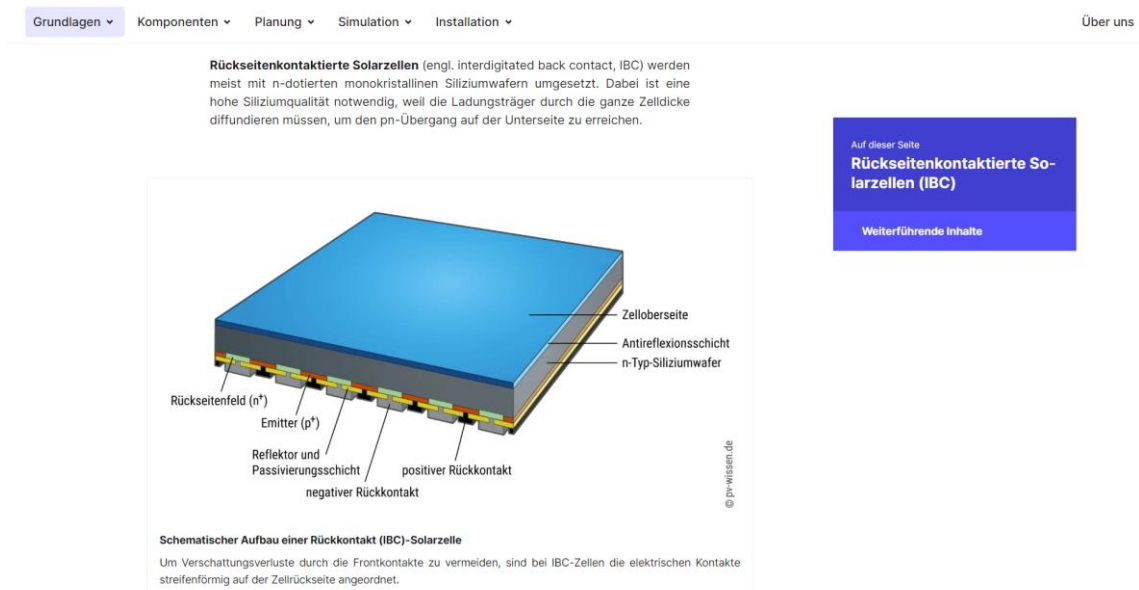 Grundlagen Komponenten Planung Simulation Installation Über uns
Rückseitenkontaktierte Solarzellen (engl. interdigitated back contact, IBC) werden
meist mit n-dotierten monokristallinen Siliziumwafern umgesetzt. Dabei ist eine
hohe Siliziumqualität notwendig, weil die Ladungsträger durch die ganze Zelldicke
diffundieren müssen, um den pn-Übergang auf der Unterseite zu erreichen.
Auf dieser Seite
Rückseitenkontaktierte So-
larzellen (IBC)
Weiterführende Inhalte
Zelloberseite
Antireflexionsschicht
n-Typ-Siliziumwafer
Rückseitenfeld (n⁺)
Emitter (p⁺)
Reflektor und
Passivierungsschicht
positiver Rückkontakt
negativer Rückkontakt
© pv-wissen.de
Schematischer Aufbau einer Rückkontakt (IBC)-Solarzelle
Um Verschattungsverluste durch die Frontkontakte zu vermeiden, sind bei IBC-Zellen die elektrischen Kontakte
streifenförmig auf der Zellrückseite angeordnet.